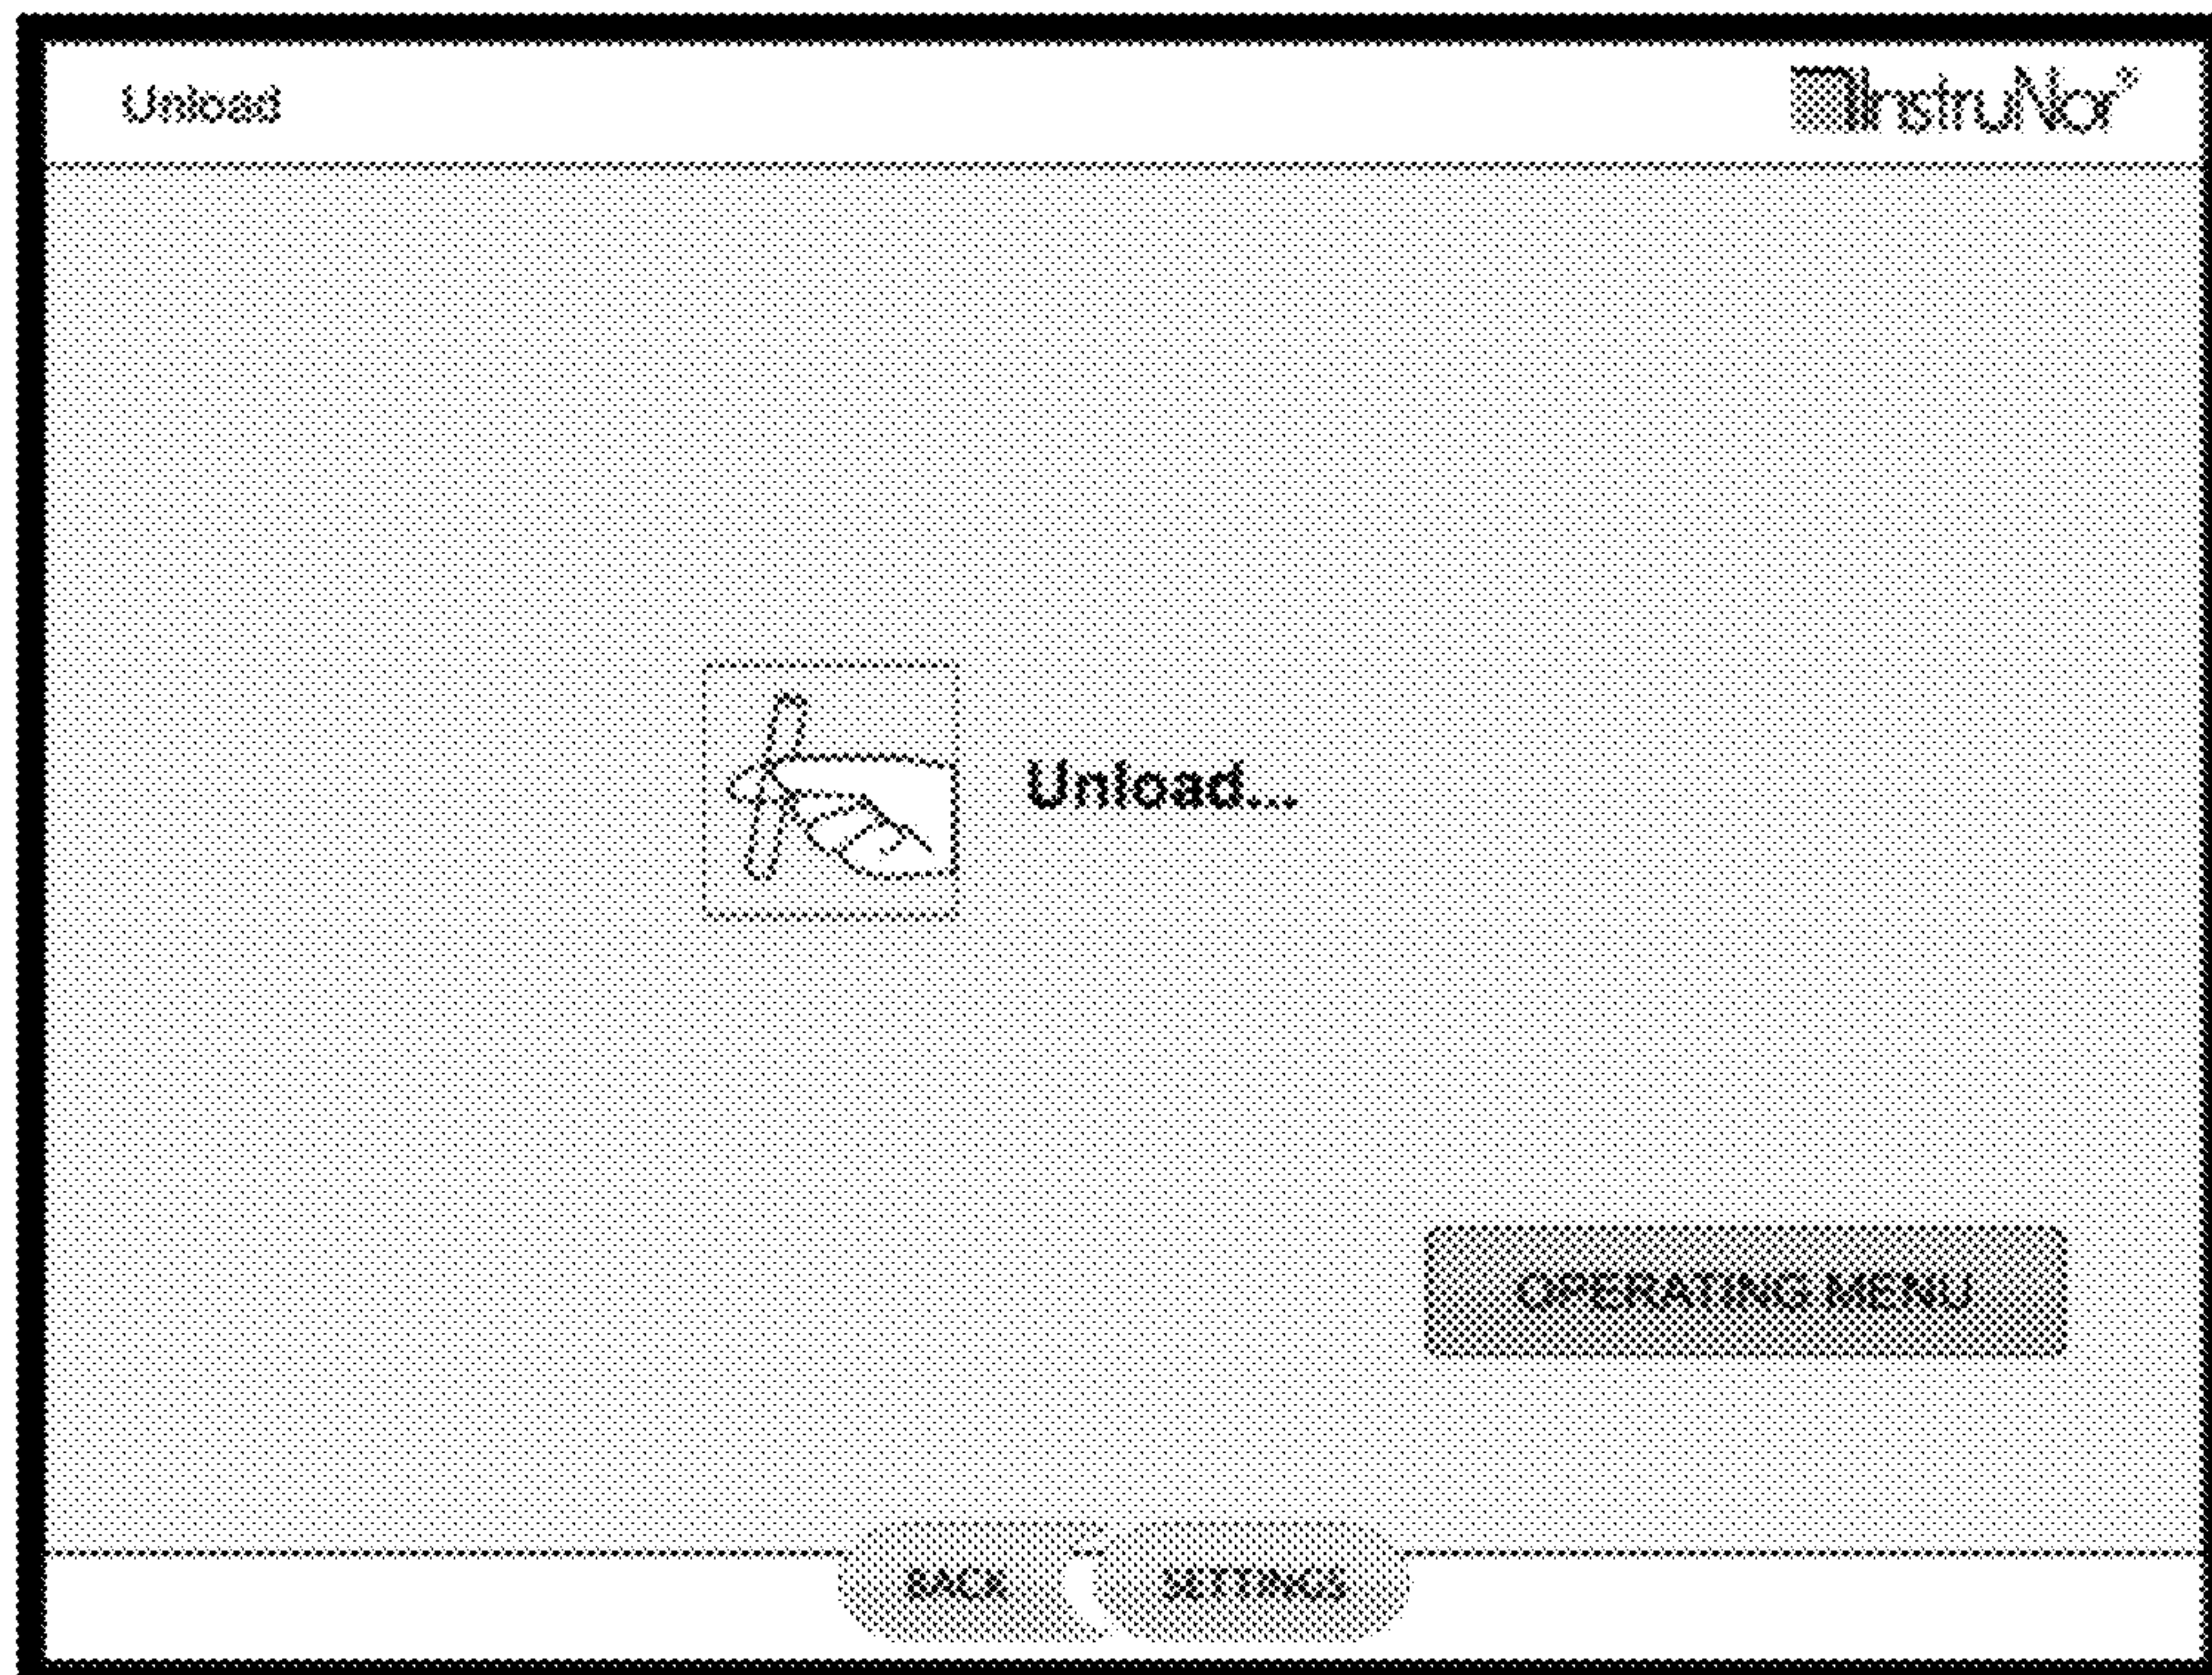 Unload
InstruNor®
Unload...
OPERATING MENU
BACK
SETTINGS